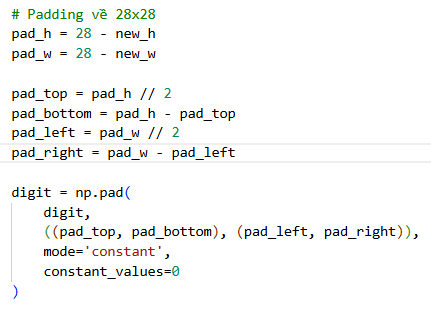 # Padding về 28x28
pad_h = 28 - new_h
pad_w = 28 - new_w

pad_top = pad_h // 2
pad_bottom = pad_h - pad_top
pad_left = pad_w // 2
pad_right = pad_w - pad_left

digit = np.pad(
    digit,
    ((pad_top, pad_bottom), (pad_left, pad_right)),
    mode='constant',
    constant_values=0
)